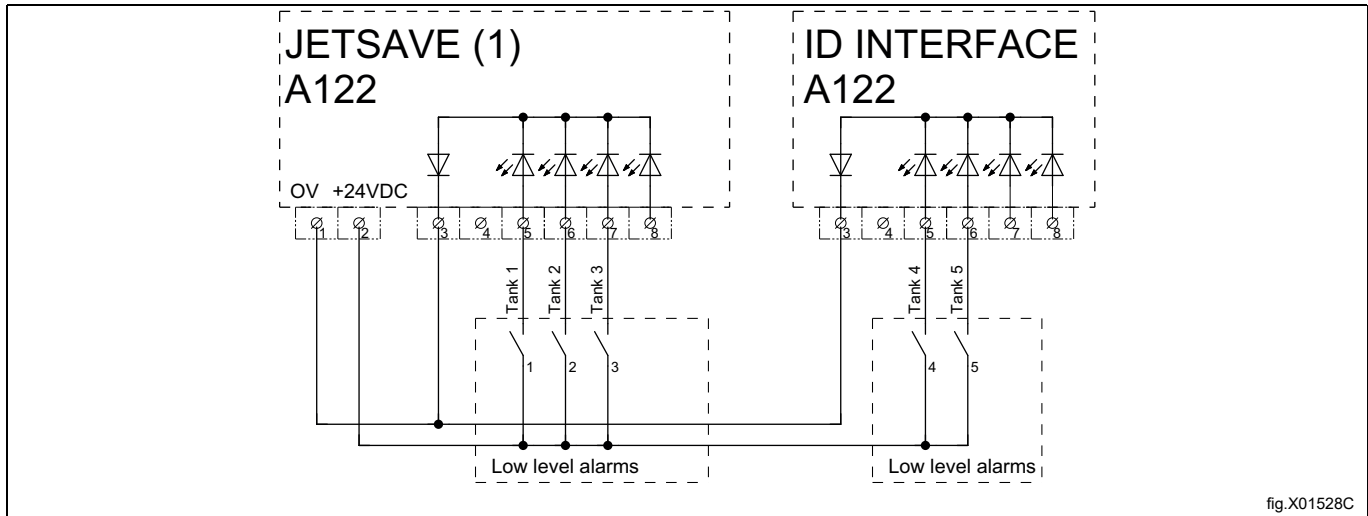 JETSAVE (1)
A122
ID INTERFACE
A122
OV +24VDC
1 2 3 4 5 6 7 8
3 4 5 6 7 8
Tank 1
Tank 2
Tank 3
Tank 4
Tank 5
1 2 3
4 5
Low level alarms
Low level alarms
fig.X01528C